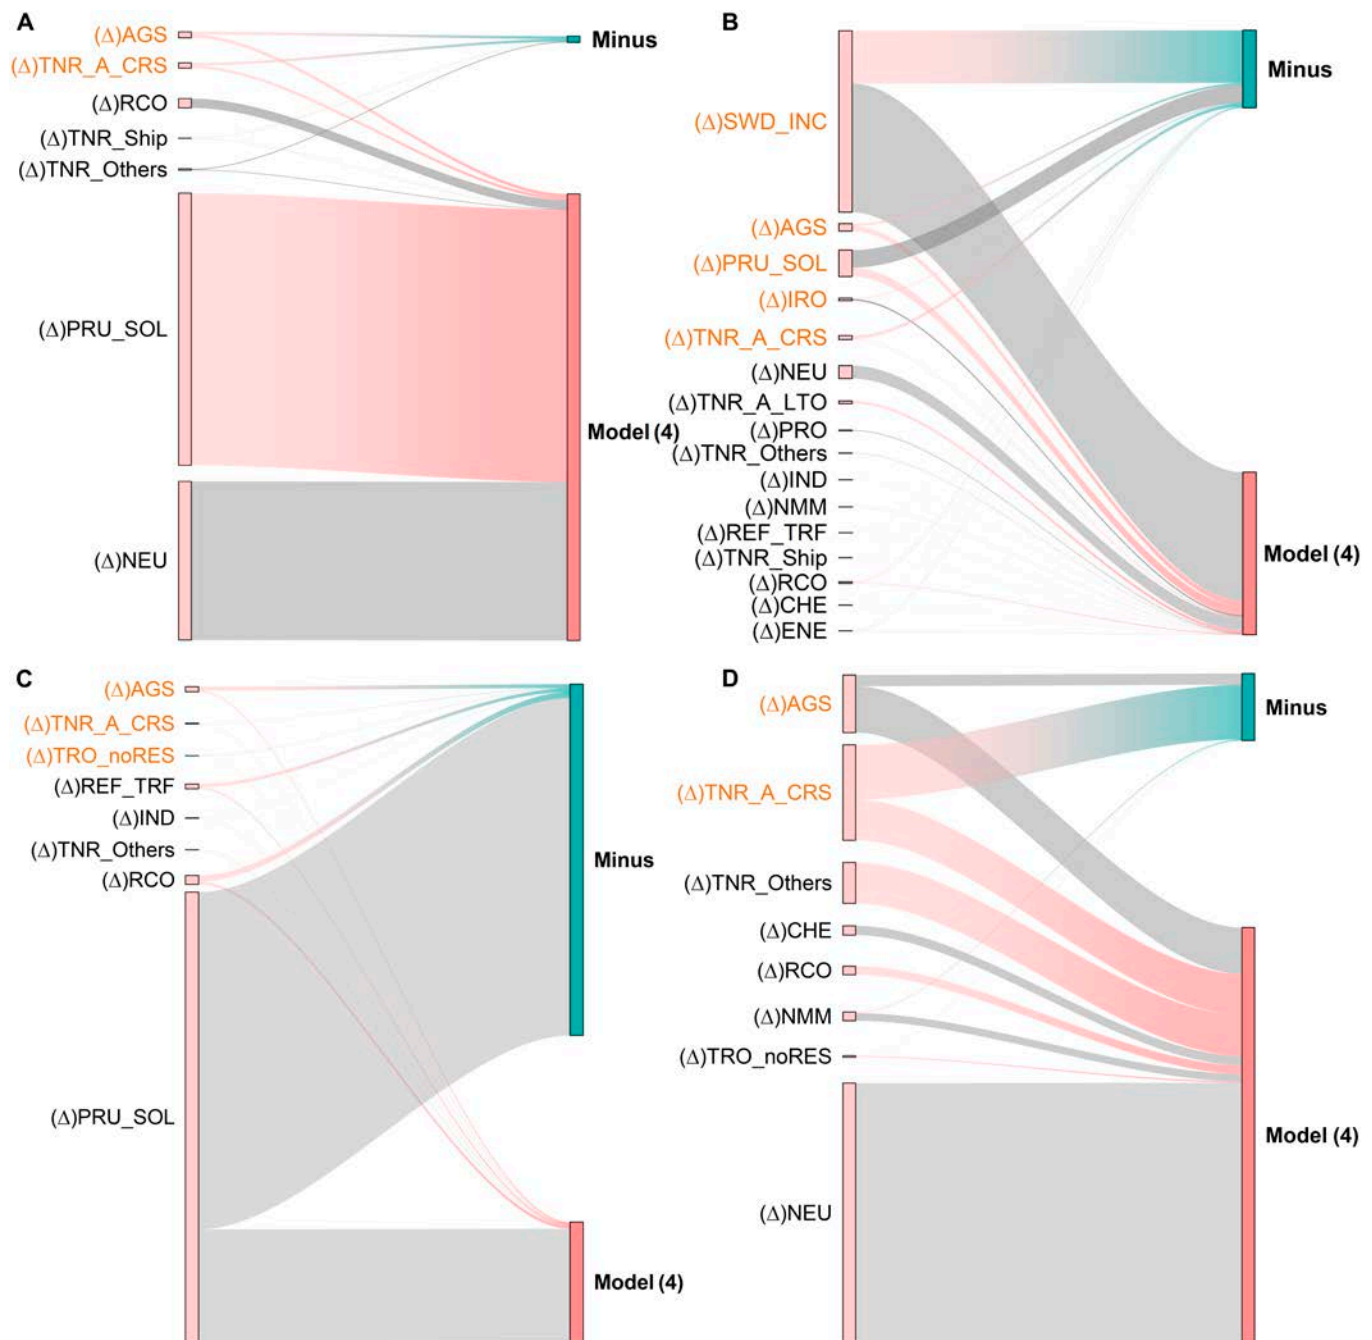 A
(Δ)AGS
(Δ)TNR_A_CRS
(Δ)RCO
(Δ)TNR_Ship
(Δ)TNR_Others
(Δ)PRU_SOL
(Δ)NEU
Minus
Model (4)
B
(Δ)SWD_INC
(Δ)AGS
(Δ)PRU_SOL
(Δ)IRO
(Δ)TNR_A_CRS
(Δ)NEU
(Δ)TNR_A_LTO
(Δ)PRO
(Δ)TNR_Others
(Δ)IND
(Δ)NMM
(Δ)REF_TRF
(Δ)TNR_Ship
(Δ)RCO
(Δ)CHE
(Δ)ENE
Minus
Model (4)
C
(Δ)AGS
(Δ)TNR_A_CRS
(Δ)TRO_noRES
(Δ)REF_TRF
(Δ)IND
(Δ)TNR_Others
(Δ)RCO
(Δ)PRU_SOL
Minus
Model (4)
D
(Δ)AGS
(Δ)TNR_A_CRS
(Δ)TNR_Others
(Δ)CHE
(Δ)RCO
(Δ)NMM
(Δ)TRO_noRES
(Δ)NEU
Minus
Model (4)